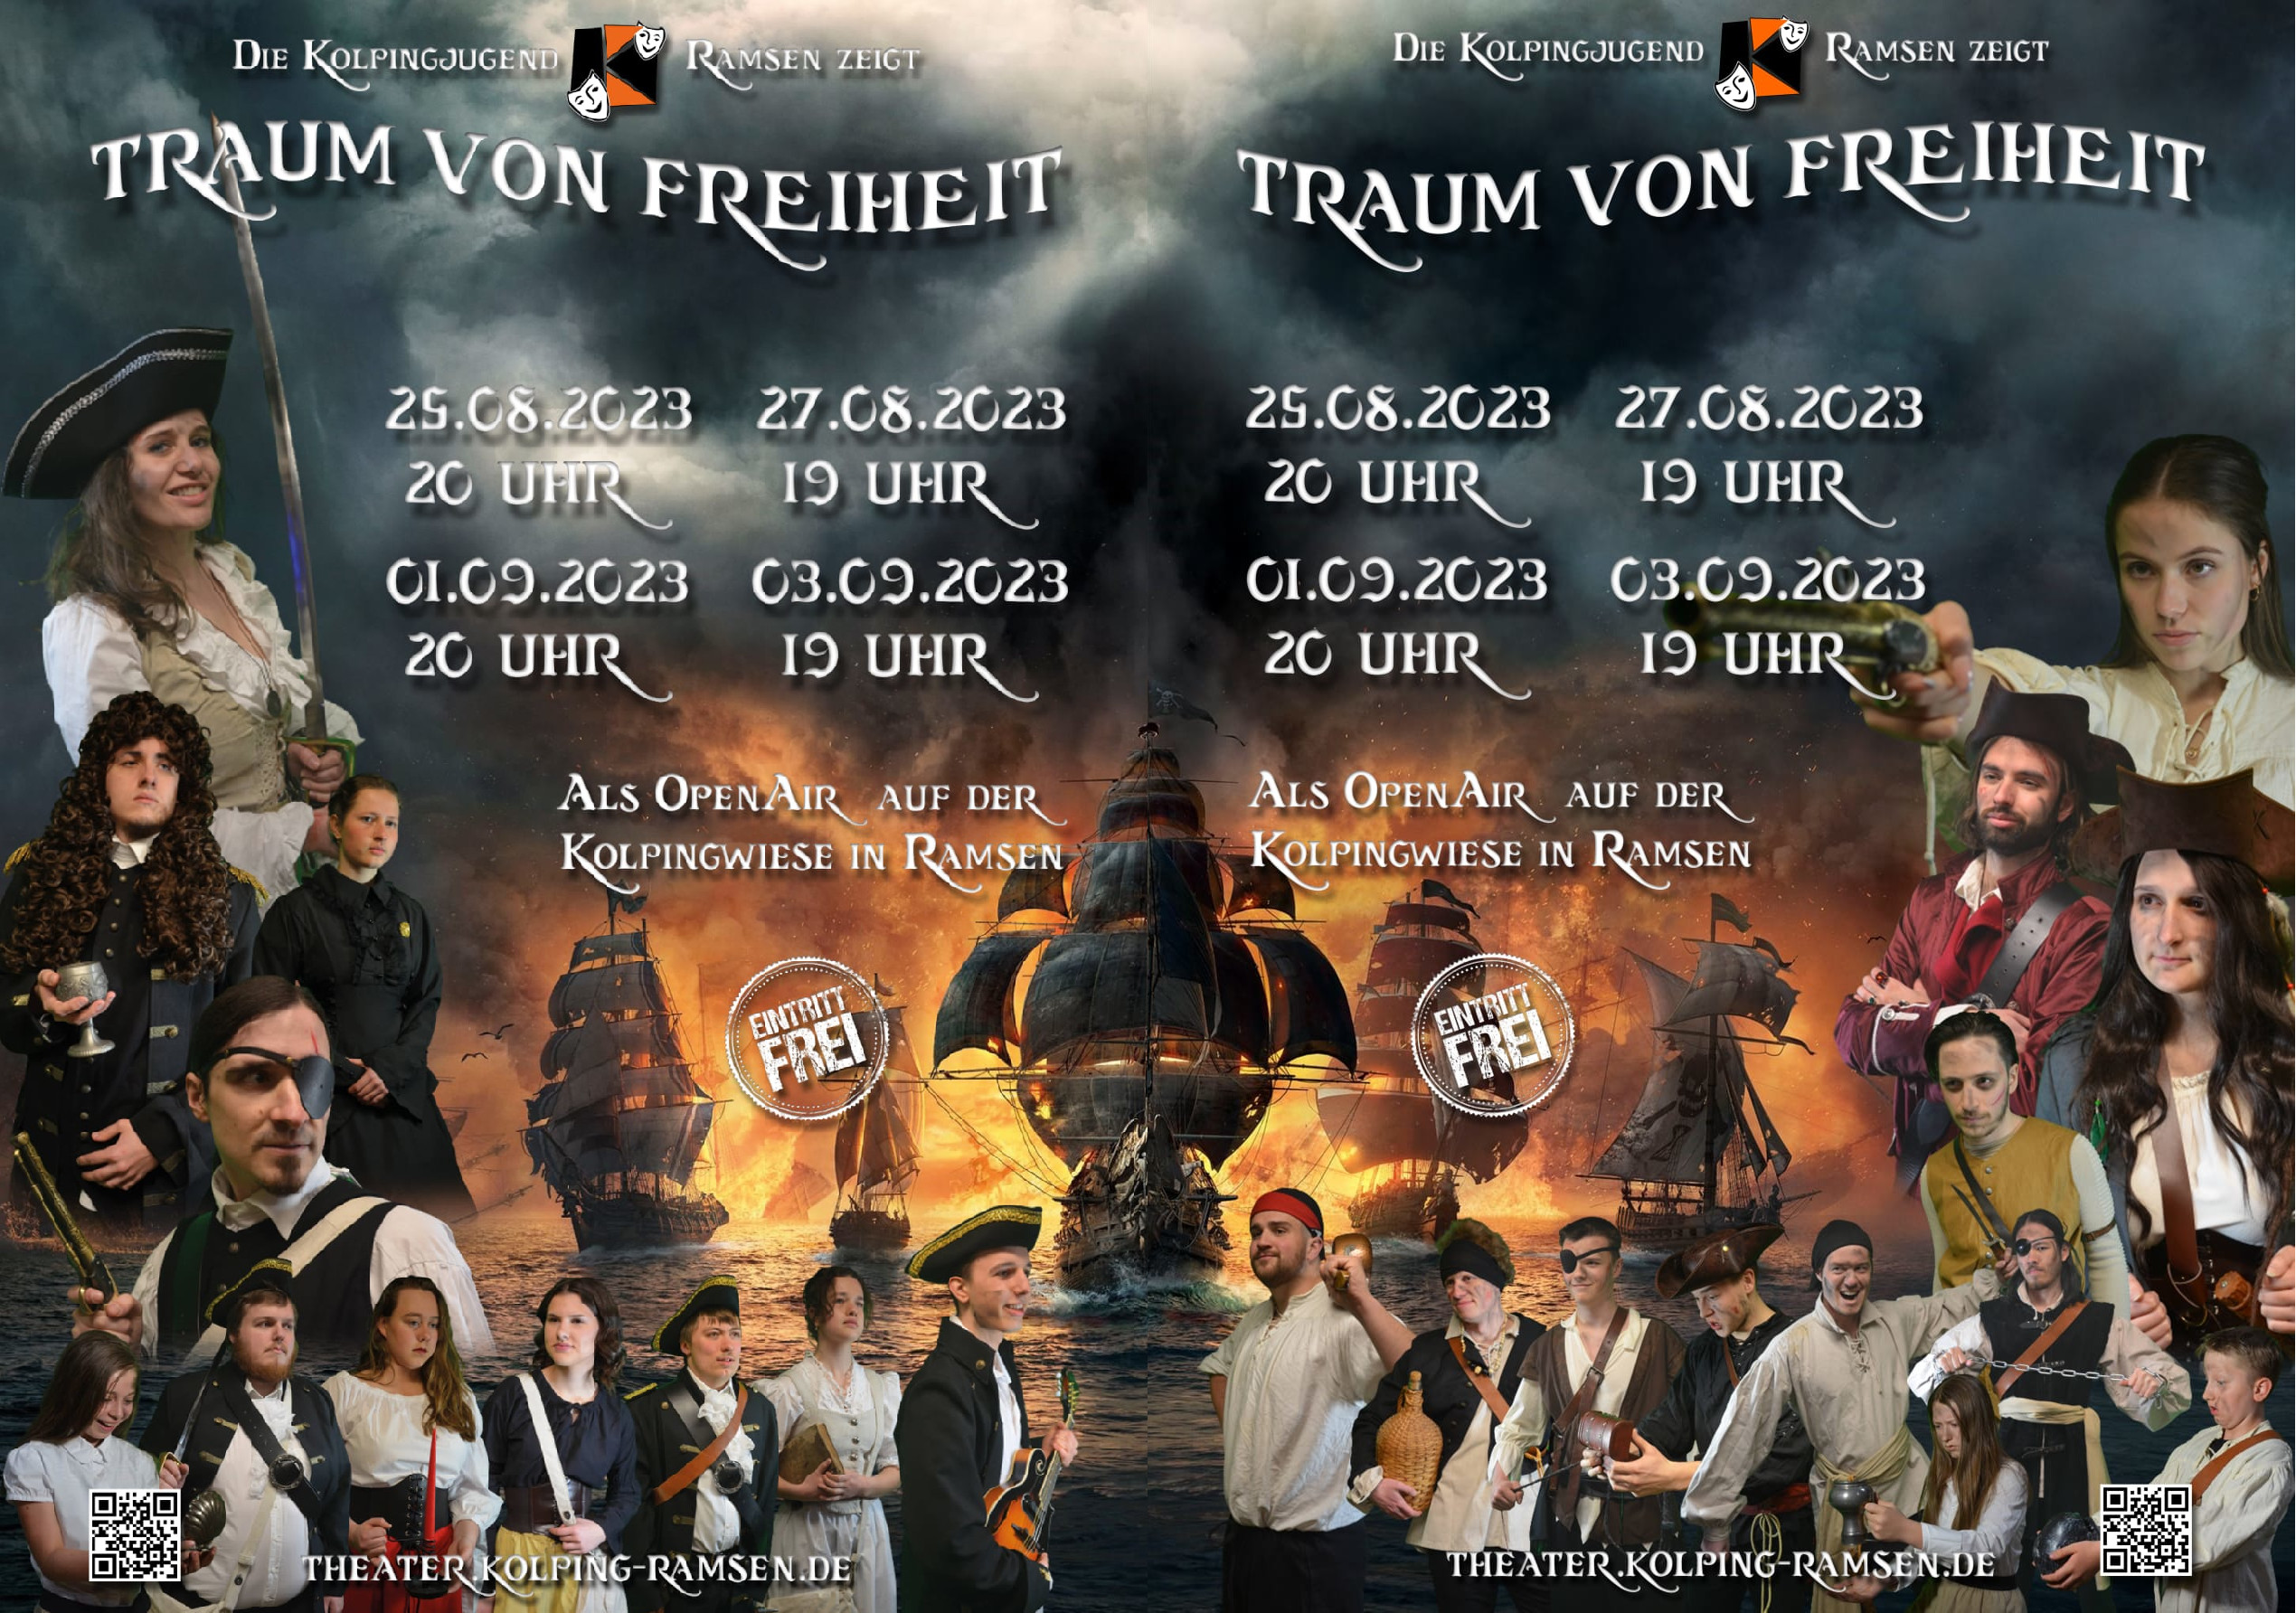 Die Kolpingjugend K Ramsen zeigt
Traum von Freiheit
25.08.2023 27.08.2023
20 Uhr 19 Uhr
01.09.2023 03.09.2023
20 Uhr 19 Uhr
Als OpenAir auf der
Kolpingwiese in Ramsen
EINTRITT
FREI
theater.kolping-ramsen.de
Die Kolpingjugend K Ramsen zeigt
Traum von Freiheit
25.08.2023 27.08.2023
20 Uhr 19 Uhr
01.09.2023 03.09.2023
20 Uhr 19 Uhr
Als OpenAir auf der
Kolpingwiese in Ramsen
EINTRITT
FREI
theater.kolping-ramsen.de